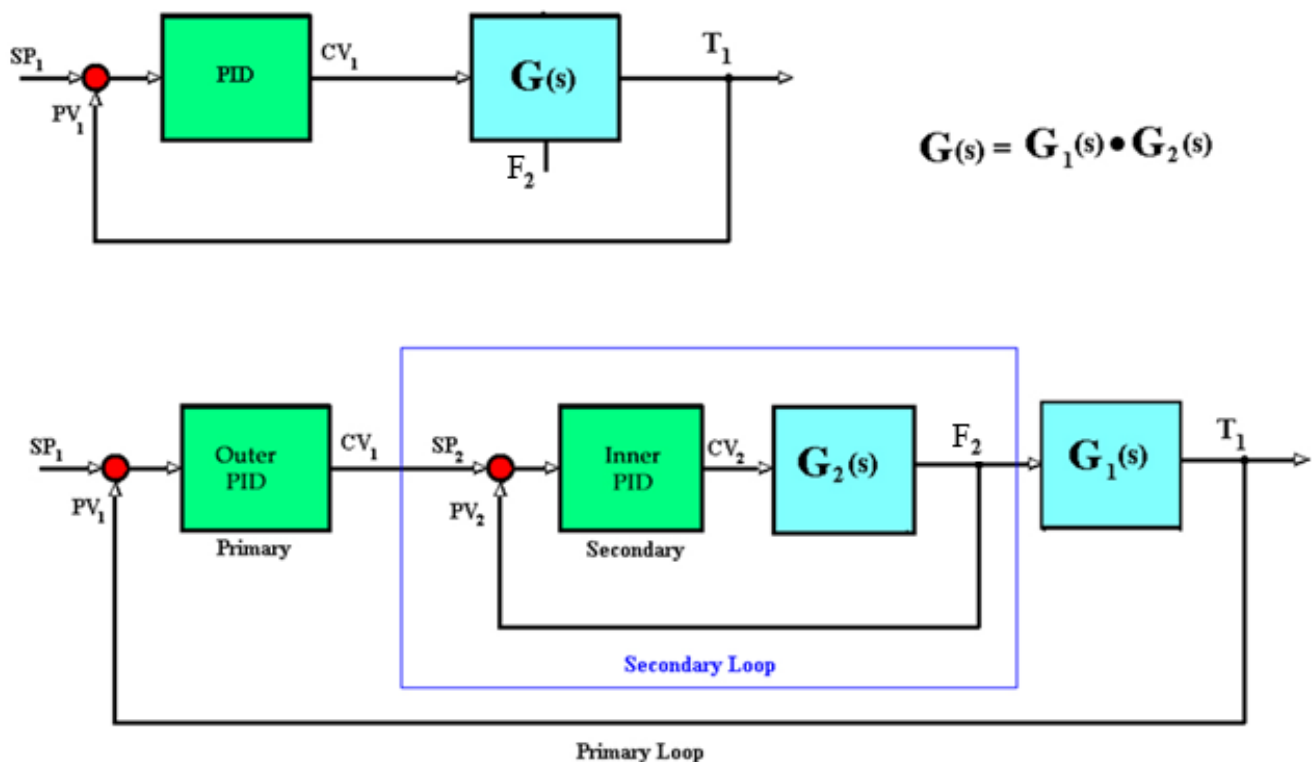 SP1
PV1
PID
CV1
G(s)
F2
T1
G(s) = G1(s)•G2(s)
SP1
PV1
Outer
PID
Primary
CV1
SP2
PV2
Inner
PID
Secondary
CV2
G2(s)
F2
G1(s)
T1
Secondary Loop
Primary Loop